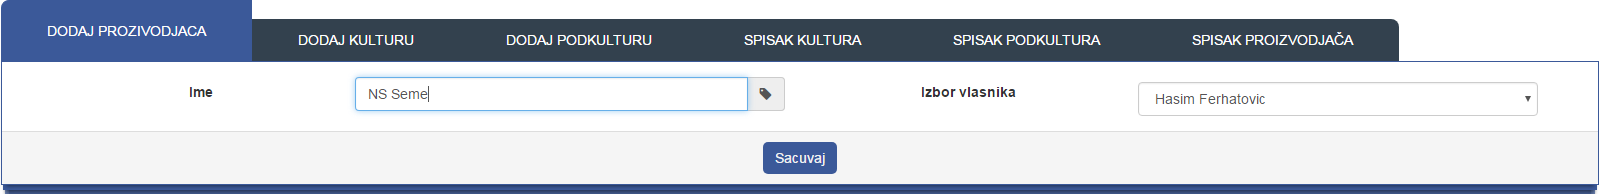 DODAJ PROZIVODJACA
DODAJ KULTURU
DODAJ PODKULTURU
SPISAK KULTURA
SPISAK PODKULTURA
SPISAK PROIZVODJAČA
Ime
NS Seme
Izbor vlasnika
Hasim Ferhatovic
Sacuvaj